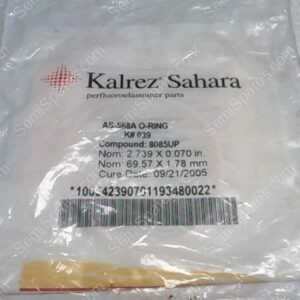 Kalrez® Sahara
perfluoroelastomer parts
AS-568A O-RING
K# 039
Compound: 8085UP
Nom: 2.739 X 0.070 in.
Nom: 69.57 X 1.78 mm
Cure Date: 09/21/2005